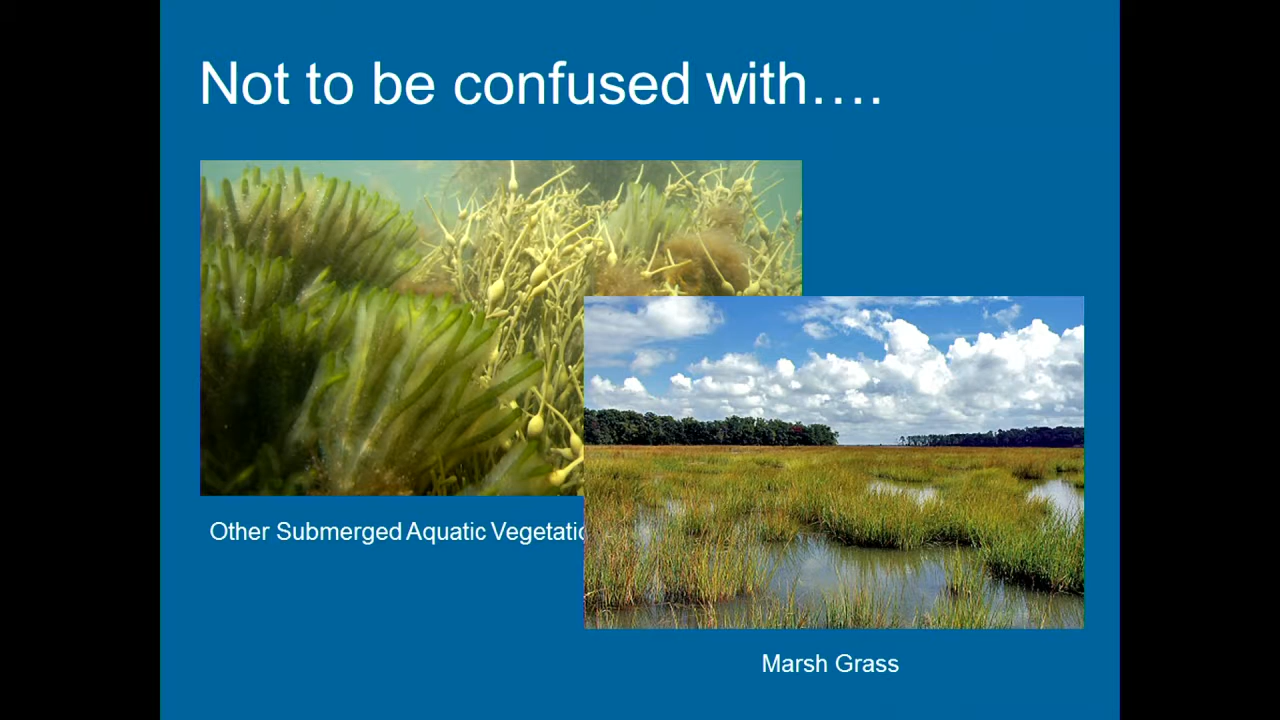 Not to be confused with….
Other Submerged Aquatic Vegetatio
Marsh Grass